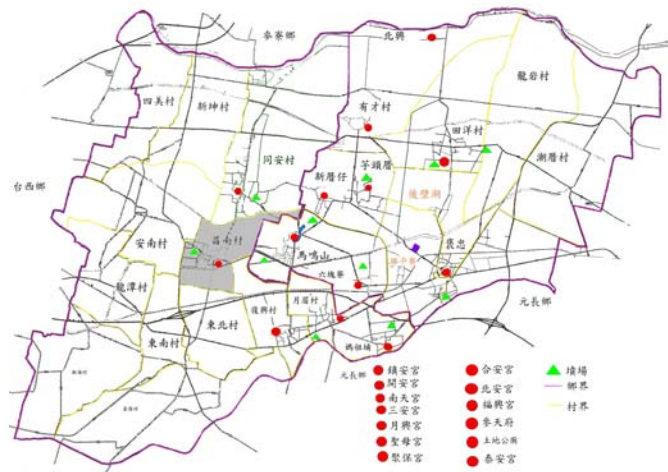 麥寮鄉
北興
龍岩村
四美村
新坤村
有才村
田洋村
潮厝村
同安村
芋頭厝
新厝仔
台西鄉
後壁湖
安南村
昌南村
馬鳴山
褒忠
六塊寮
龍潭村
元長鄉
東北村
復興村
月眉村
東南村
媽祖埔
元長鄉
鎮安宮
開安宮
南天宮
三安宮
月興宮
聖母宮
聚保宮
合安宮
北安宮
福興宮
參天府
土地公廟
泰安宮
墳場
鄉界
村界